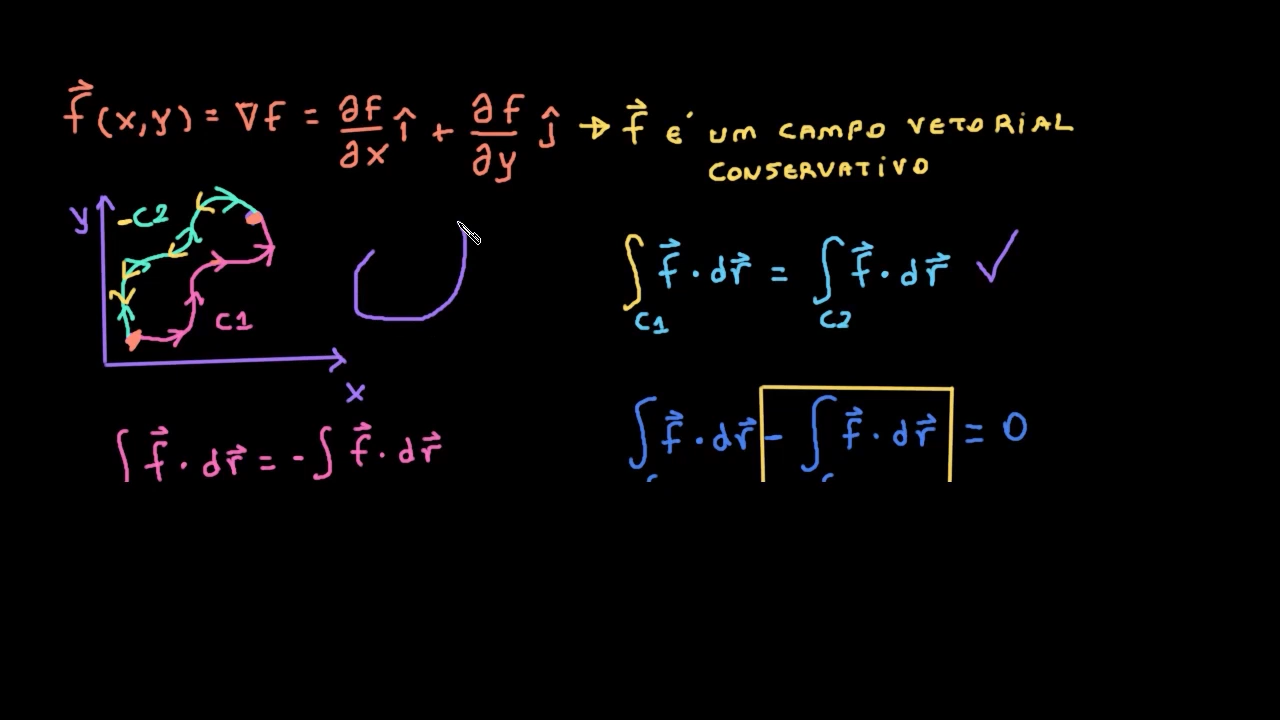 f⃗(x,y) = ∇F = ∂F/∂x î + ∂F/∂y ĵ → f⃗ é UM CAMPO VETORIAL
CONSERVATIVO
y
-C2
C1
x
∫ f⃗ · dr⃗ = ∫ f⃗ · dr⃗ ✓
C1 C2
∫ f⃗ · dr⃗ = -∫ f⃗ · dr⃗
∫ f⃗ · dr⃗ - ∫ f⃗ · dr⃗ = 0